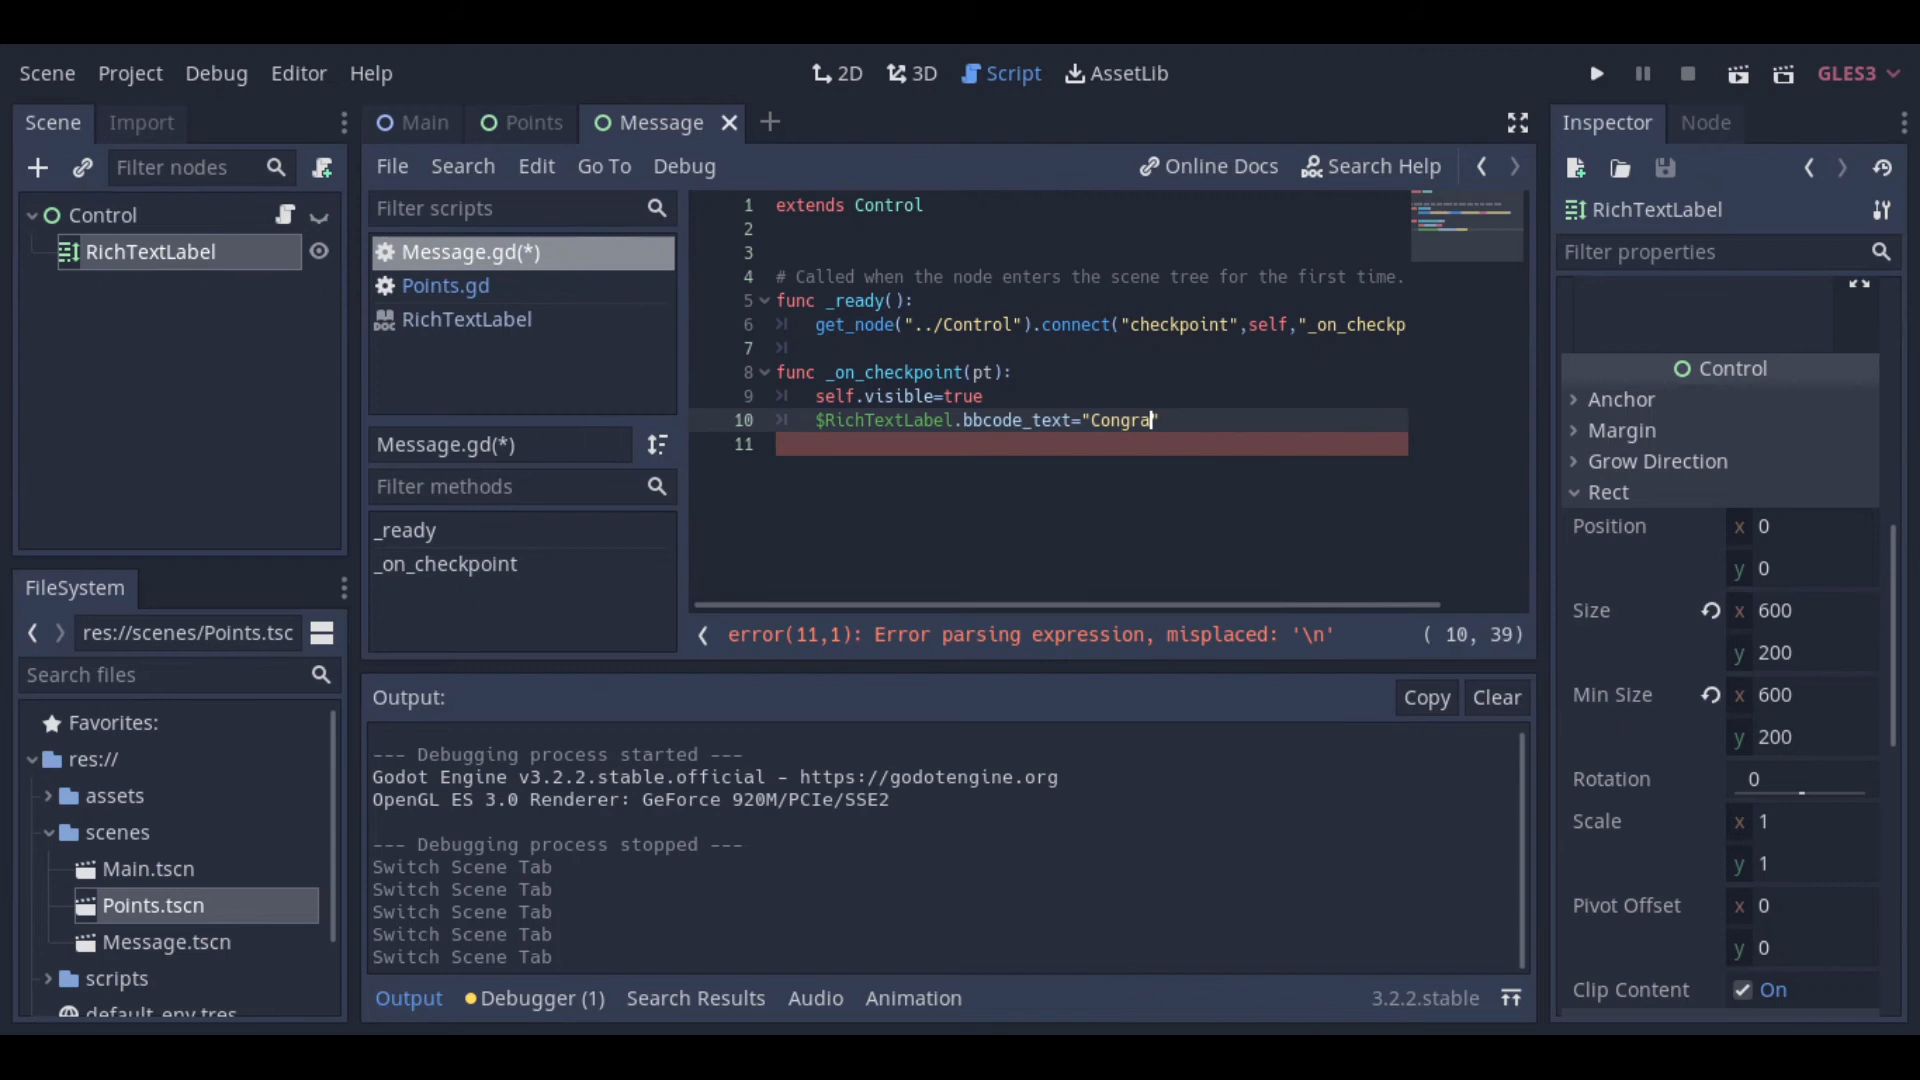 Scene Project Debug Editor Help
2D 3D Script AssetLib
GLES3
Scene Import
Main Points Message
Inspector Node
Filter nodes
File Search Edit Go To Debug
Online Docs Search Help
Control
RichTextLabel
Filter scripts
Message.gd(*)
Points.gd
RichTextLabel
Message.gd(*)
Filter methods
_ready
_on_checkpoint
1 extends Control
2
3
4 # Called when the node enters the scene tree for the first time.
5 func _ready():
6 get_node("../Control").connect("checkpoint",self,"_on_checkp
7
8 func _on_checkpoint(pt):
9 self.visible=true
10 $RichTextLabel.bbcode_text="Congra"
11
error(11,1): Error parsing expression, misplaced: '\n'
( 10, 39)
FileSystem
res://scenes/Points.tsc
Search files
Favorites:
res://
assets
scenes
Main.tscn
Points.tscn
Message.tscn
scripts
default_env.tres
Output:
Copy Clear
--- Debugging process started ---
Godot Engine v3.2.2.stable.official - https://godotengine.org
OpenGL ES 3.0 Renderer: GeForce 920M/PCIe/SSE2
--- Debugging process stopped ---
Switch Scene Tab
Switch Scene Tab
Switch Scene Tab
Switch Scene Tab
Switch Scene Tab
Output Debugger (1) Search Results Audio Animation
3.2.2.stable
RichTextLabel
Filter properties
Control
Anchor
Margin
Grow Direction
Rect
Position x 0
y 0
Size x 600
y 200
Min Size x 600
y 200
Rotation 0
Scale x 1
y 1
Pivot Offset x 0
y 0
Clip Content On